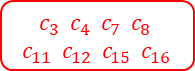 c₃ c₄ c₇ c₈
c₁₁ c₁₂ c₁₅ c₁₆